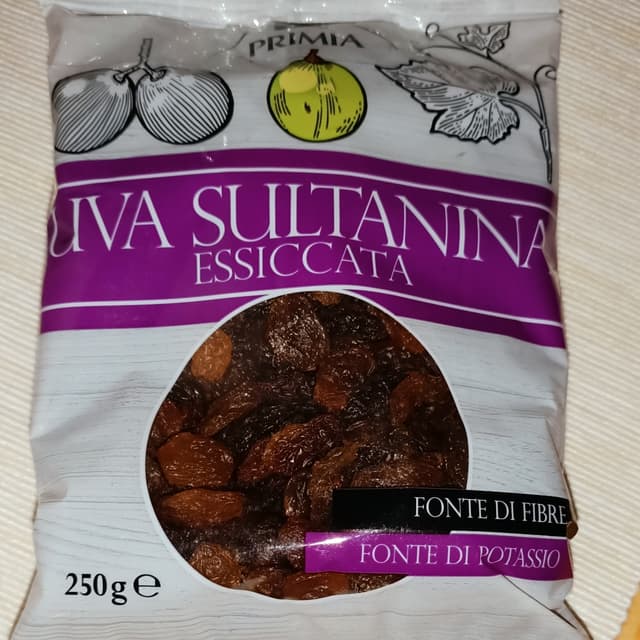 PRIMIA
UVA SULTANINA
ESSICCATA
FONTE DI FIBRE
FONTE DI POTASSIO
250g e